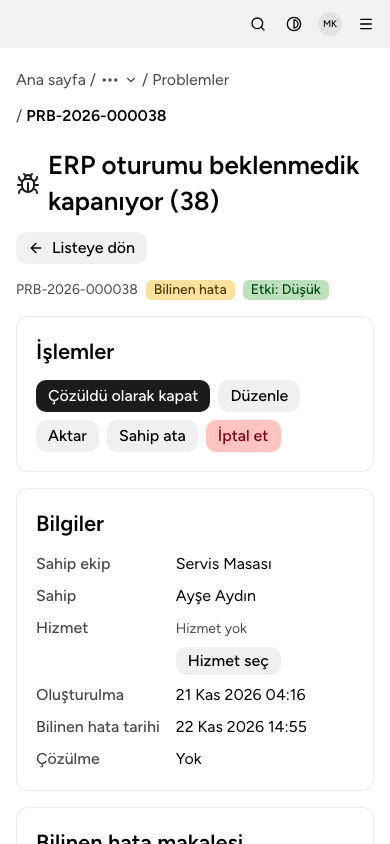 MK
Ana sayfa / ••• / Problemler
/ PRB-2026-000038
ERP oturumu beklenmedik
kapanıyor (38)
Listeye dön
PRB-2026-000038 Bilinen hata Etki: Düşük
İşlemler
Çözüldü olarak kapat Düzenle
Aktar Sahip ata İptal et
Bilgiler
Sahip ekip Servis Masası
Sahip Ayşe Aydın
Hizmet Hizmet yok
Hizmet seç
Oluşturulma 21 Kas 2026 04:16
Bilinen hata tarihi 22 Kas 2026 14:55
Çözülme Yok
Bilinen hata makalesi